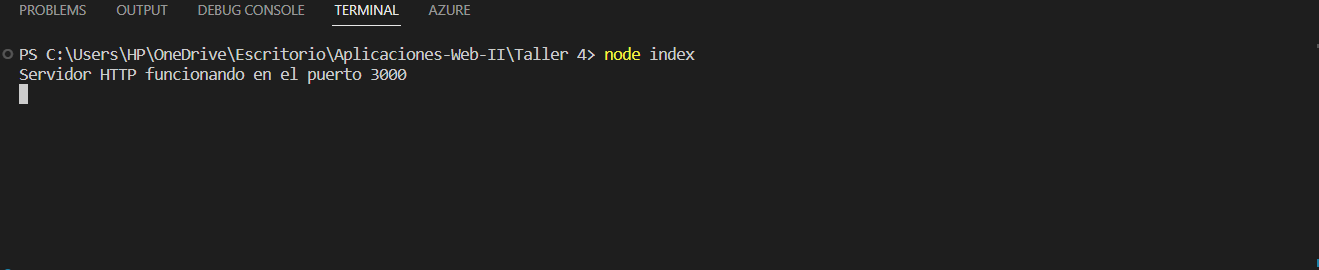 PROBLEMS OUTPUT DEBUG CONSOLE TERMINAL AZURE
PS C:\Users\HP\OneDrive\Escritorio\Aplicaciones-Web-II\Taller 4> node index
Servidor HTTP funcionando en el puerto 3000